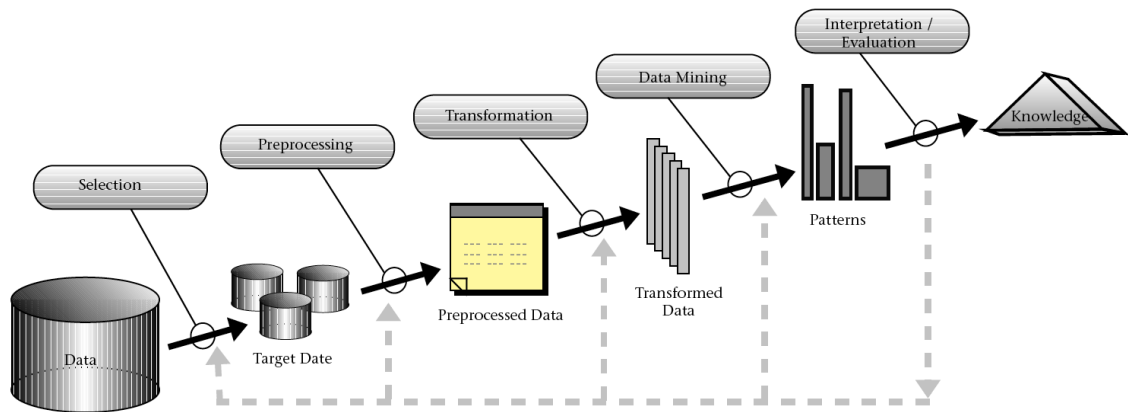 Interpretation /
Evaluation
Data Mining
Transformation
Preprocessing
Selection
Knowledge
Patterns
Transformed
Data
Preprocessed Data
Target Date
Data